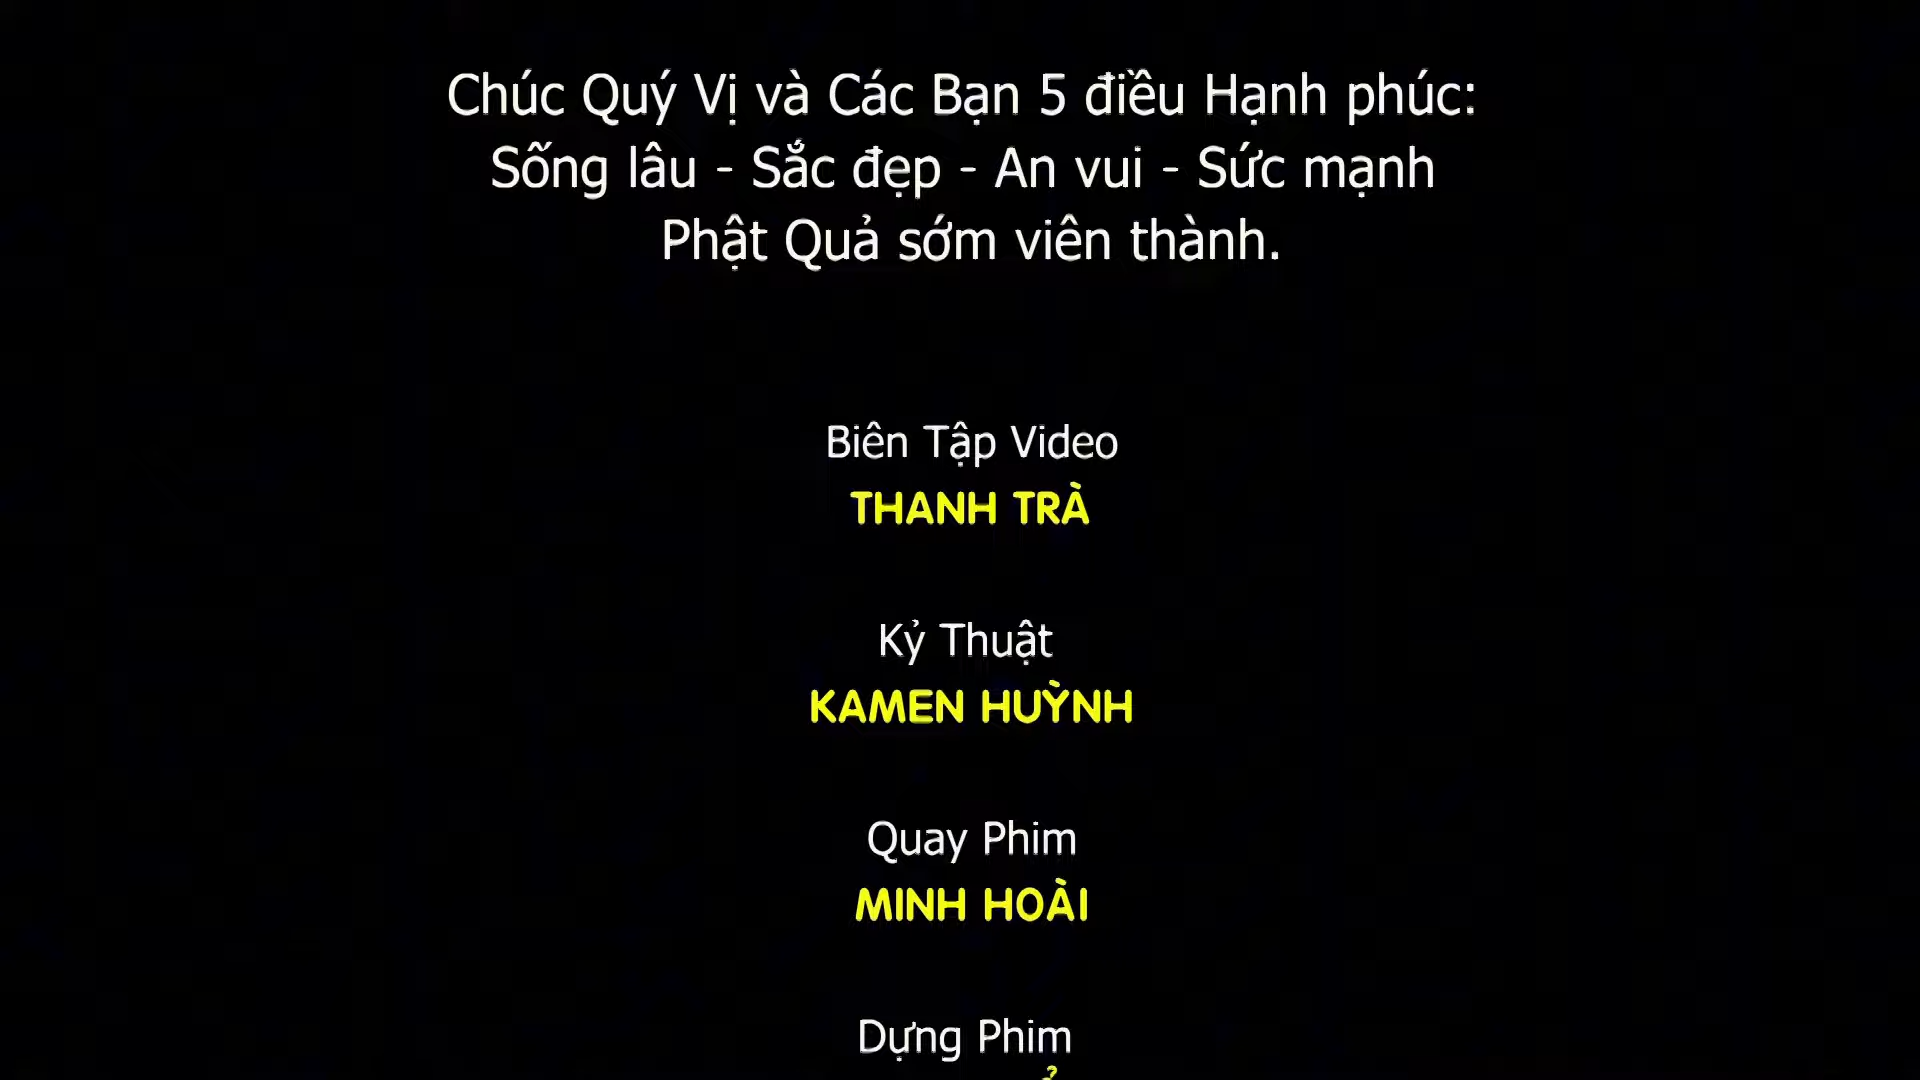 Chúc Quý Vị và Các Bạn 5 điều Hạnh phúc:
Sống lâu - Sắc đẹp - An vui - Sức mạnh
Phật Quả sớm viên thành.
Biên Tập Video
THANH TRÀ
Kỷ Thuật
KAMEN HUỲNH
Quay Phim
MINH HOÀI
Dựng Phim